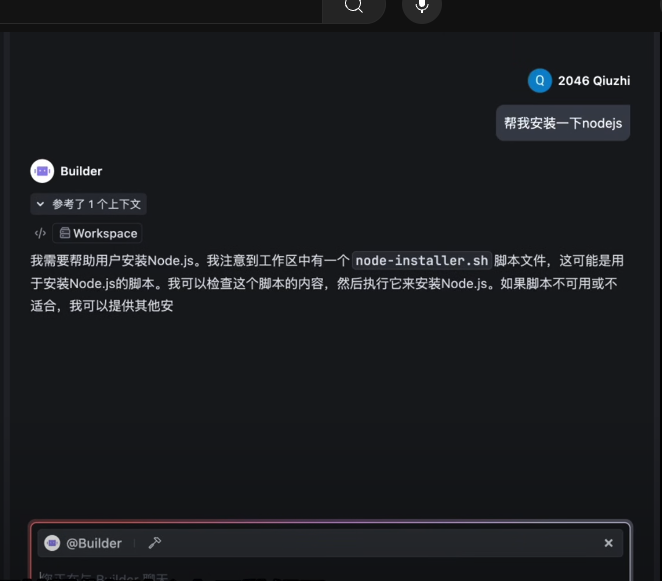 Q 2046 Qiuzhi
帮我安装一下nodejs
Builder
参考了 1 个上下文
</> Workspace
我需要帮助用户安装Node.js。我注意到工作区中有一个 node-installer.sh 脚本文件，这可能是用
于安装Node.js的脚本。我可以检查这个脚本的内容，然后执行它来安装Node.js。如果脚本不可用或不
适合，我可以提供其他安
@Builder